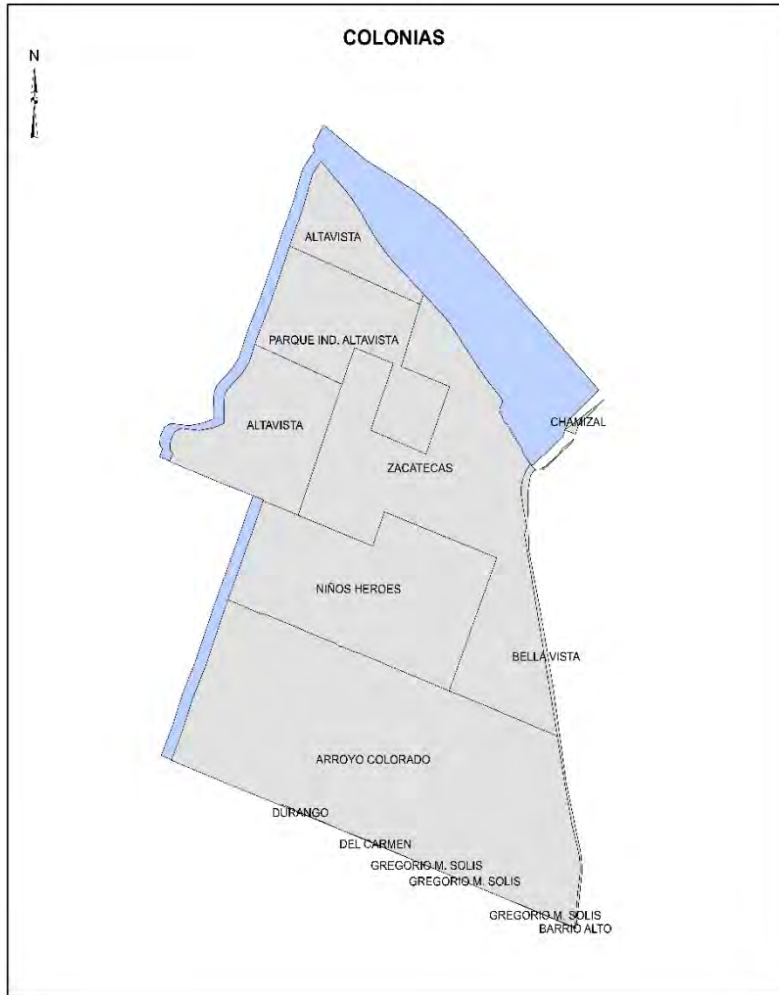 COLONIAS
N
ALTAVISTA
PARQUE IND. ALTAVISTA
CHAMIZAL
ALTAVISTA
ZACATECAS
NIÑOS HEROES
BELLA VISTA
ARROYO COLORADO
DURANGO
DEL CARMEN
GREGORIO M. SOLIS
GREGORIO M. SOLIS
GREGORIO M. SOLIS
BARRIO ALTO